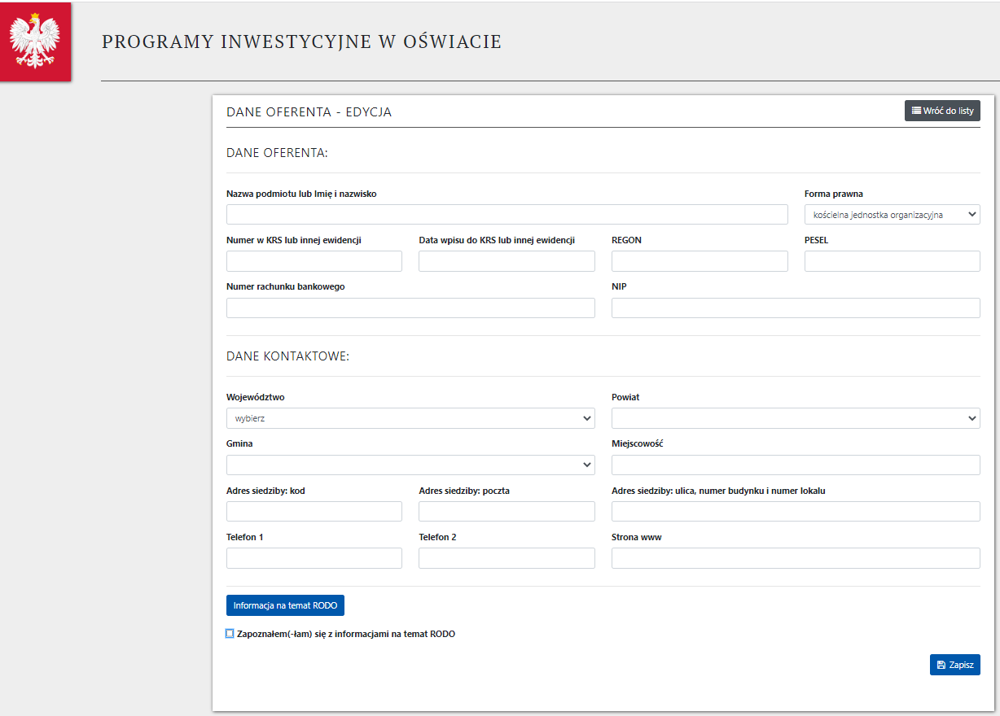 PROGRAMY INWESTYCYJNE W OŚWIACIE
DANE OFERENTA - EDYCJA
Wróć do listy
DANE OFERENTA:
Nazwa podmiotu lub Imię i nazwisko
Forma prawna
kościelna jednostka organizacyjna
Numer w KRS lub innej ewidencji
Data wpisu do KRS lub innej ewidencji
REGON
PESEL
Numer rachunku bankowego
NIP
DANE KONTAKTOWE:
Województwo
Powiat
wybierz
Gmina
Miejscowość
Adres siedziby: kod
Adres siedziby: poczta
Adres siedziby: ulica, numer budynku i numer lokalu
Telefon 1
Telefon 2
Strona www
Informacja na temat RODO
Zapoznałem(-łam) się z informacjami na temat RODO
Zapisz